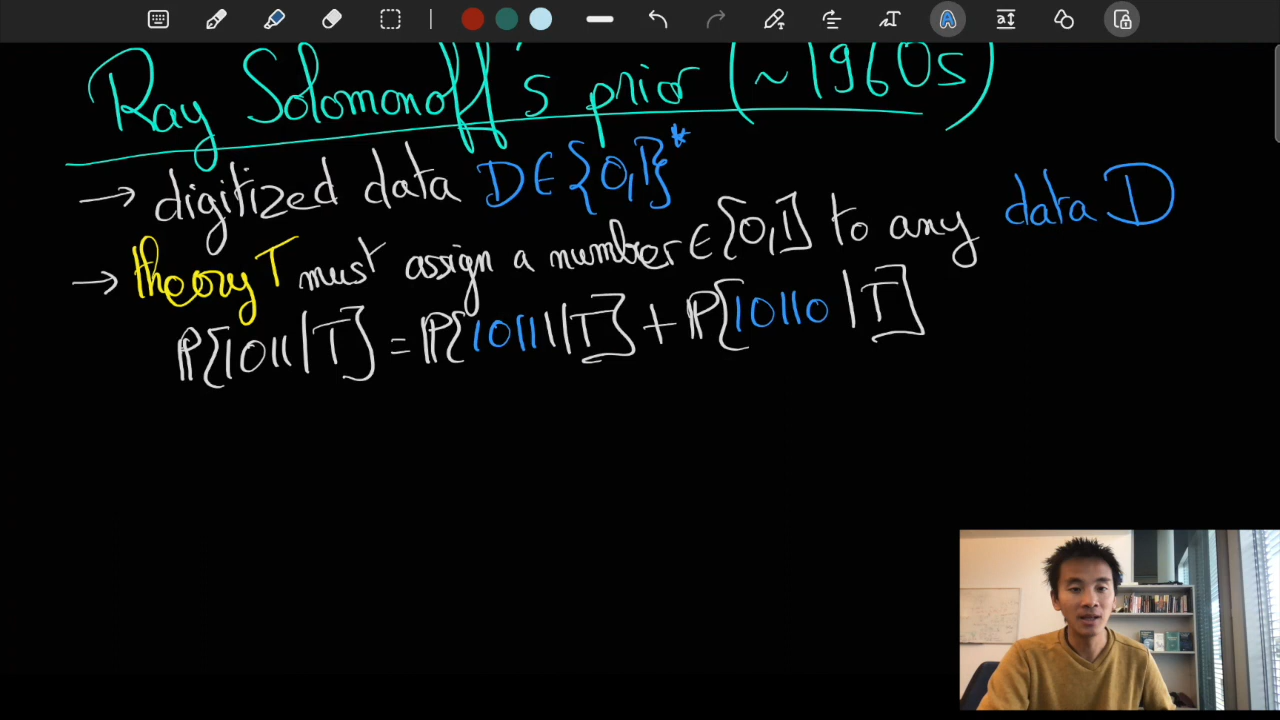 Ray Solomonoff's prior (~1960s)
→ digitized data D∈{0,1}*
→ theory T must assign a number ∈ [0,1] to any data D
ℙ[1011|T] = ℙ[10111|T] + ℙ[10110|T]